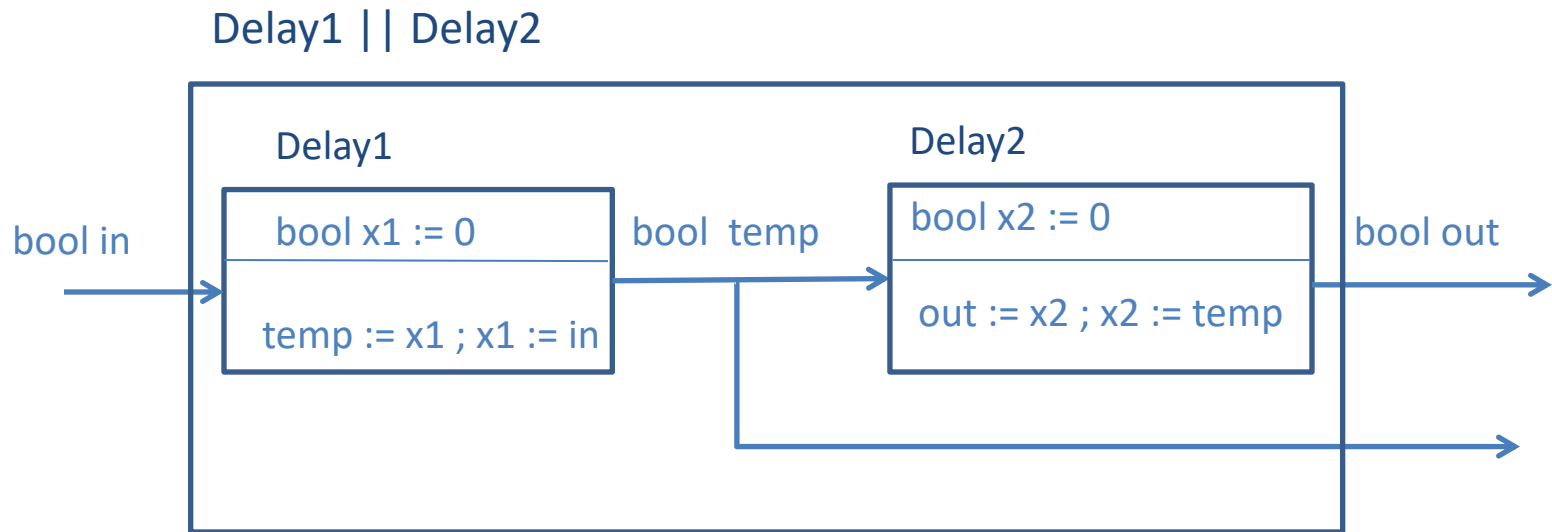 Delay1 || Delay2
Delay1
Delay2
bool in
bool x1 := 0
bool temp
bool x2 := 0
bool out
temp := x1 ; x1 := in
out := x2 ; x2 := temp